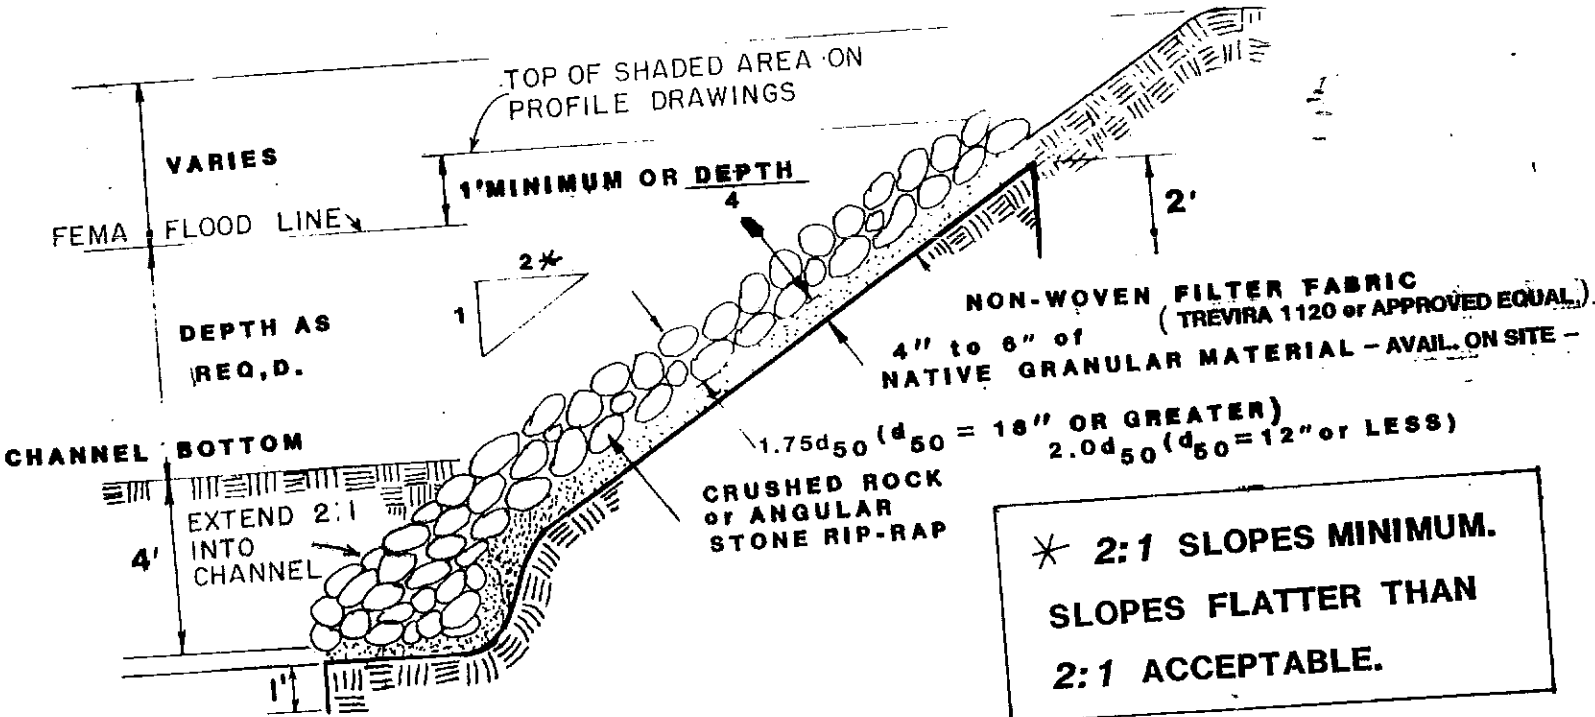 TOP OF SHADED AREA ON
PROFILE DRAWINGS
VARIES
1' MINIMUM OR DEPTH
4
FEMA FLOOD LINE
2'
2*
1
NON-WOVEN FILTER FABRIC
(TREVIRA 1120 or APPROVED EQUAL.).
4" to 6" of
NATIVE GRANULAR MATERIAL - AVAIL. ON SITE -
DEPTH AS
REQ,D.
1.75d50 (d50 = 18" OR GREATER)
2.0d50 (d50 = 12" or LESS)
CHANNEL BOTTOM
CRUSHED ROCK
or ANGULAR
STONE RIP-RAP
EXTEND 2:1
INTO
CHANNEL
4'
1'
* 2:1 SLOPES MINIMUM.
SLOPES FLATTER THAN
2:1 ACCEPTABLE.